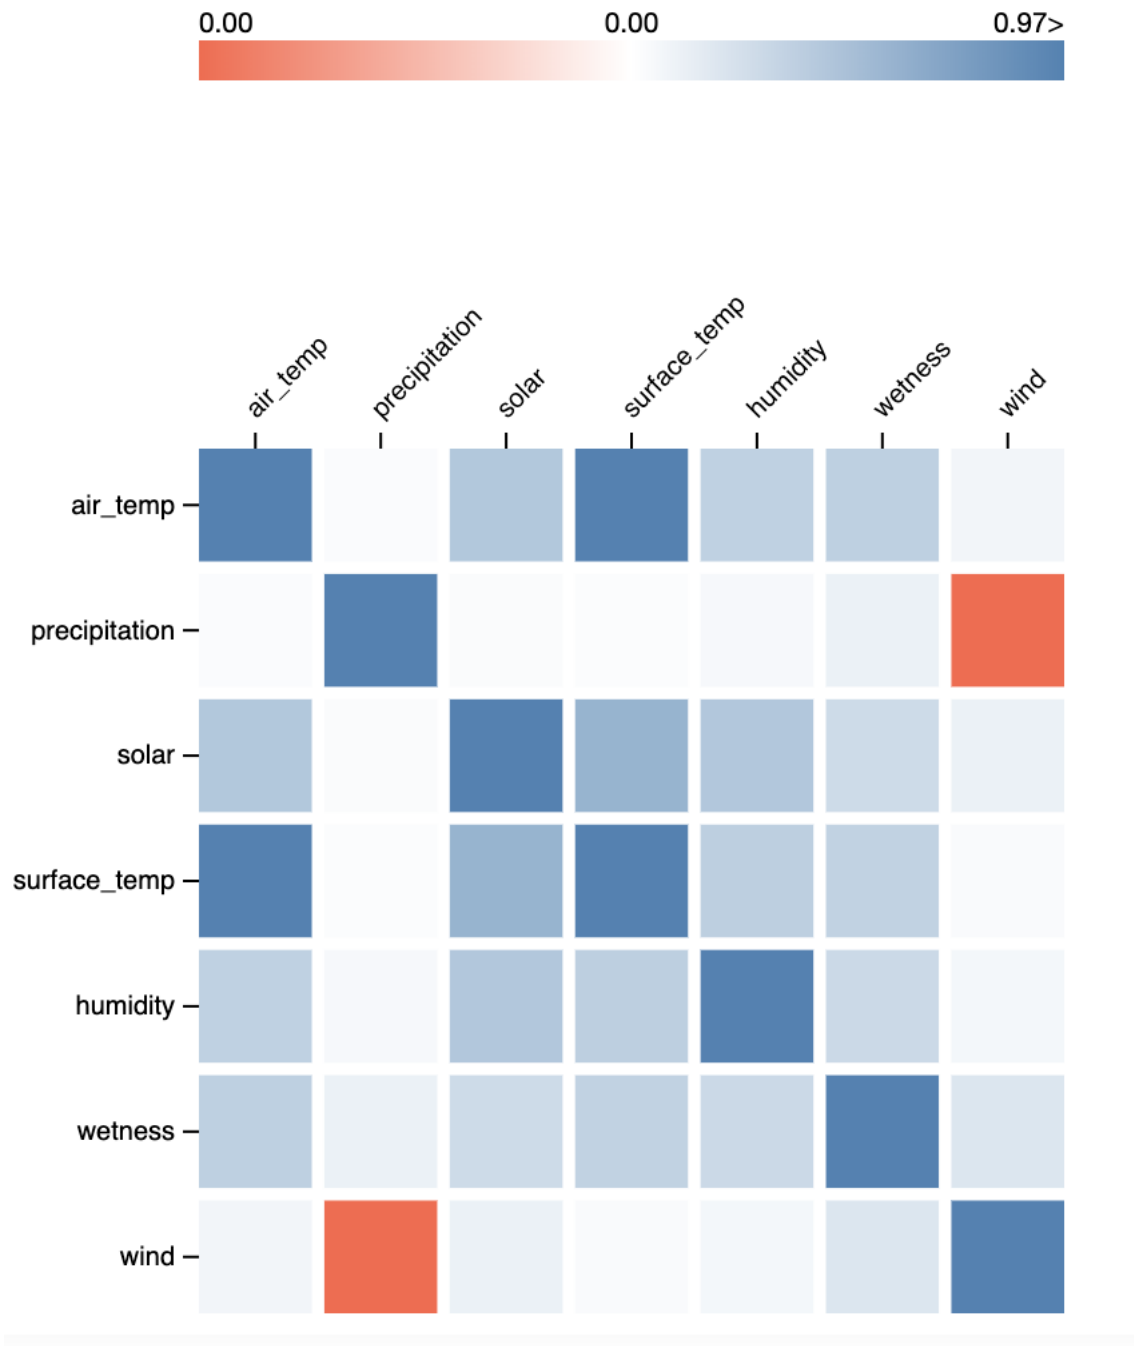 0.00 0.00 0.97>
air_temp precipitation solar surface_temp humidity wetness wind
air_temp
precipitation
solar
surface_temp
humidity
wetness
wind